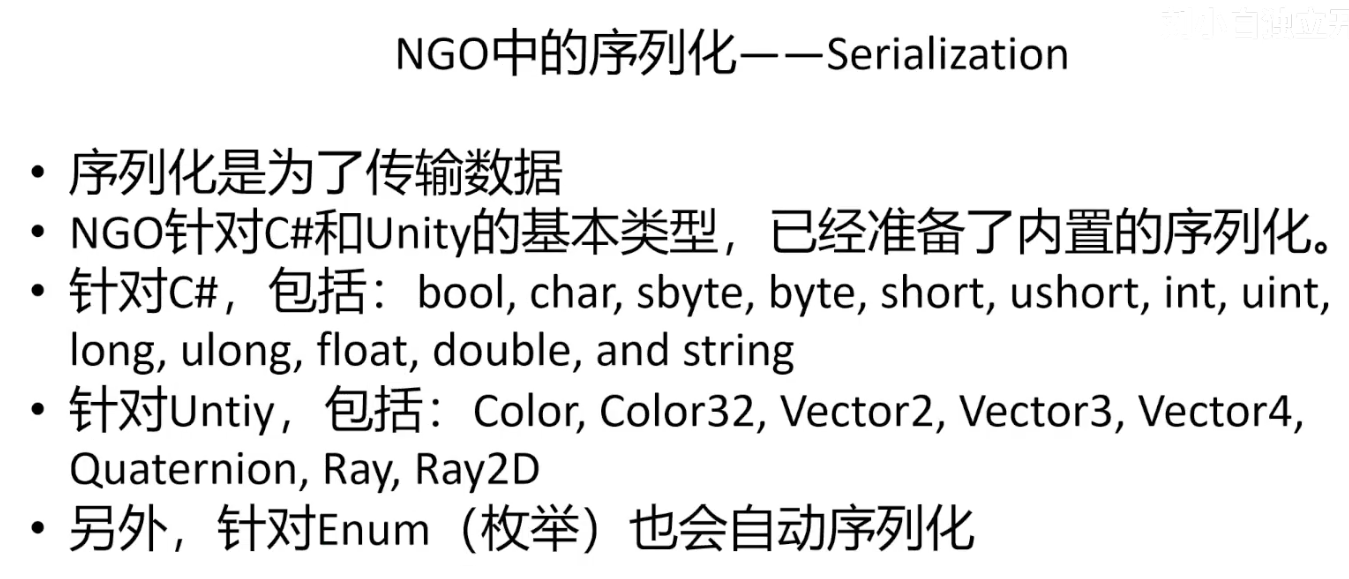 NGO中的序列化——Serialization
• 序列化是为了传输数据
• NGO针对C#和Unity的基本类型，已经准备了内置的序列化。
• 针对C#，包括：bool, char, sbyte, byte, short, ushort, int, uint,
long, ulong, float, double, and string
• 针对Untiy，包括：Color, Color32, Vector2, Vector3, Vector4,
Quaternion, Ray, Ray2D
• 另外，针对Enum（枚举）也会自动序列化